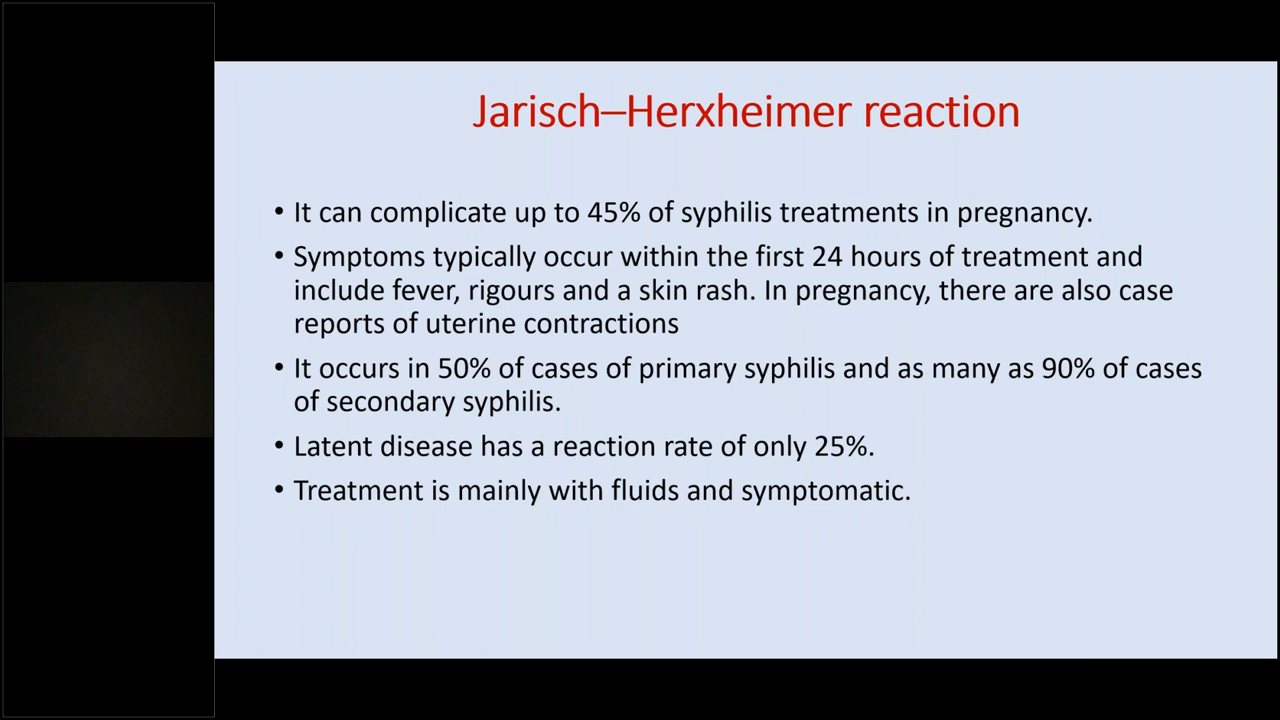 Jarisch–Herxheimer reaction
• It can complicate up to 45% of syphilis treatments in pregnancy.
• Symptoms typically occur within the first 24 hours of treatment and
include fever, rigours and a skin rash. In pregnancy, there are also case
reports of uterine contractions
• It occurs in 50% of cases of primary syphilis and as many as 90% of cases
of secondary syphilis.
• Latent disease has a reaction rate of only 25%.
• Treatment is mainly with fluids and symptomatic.